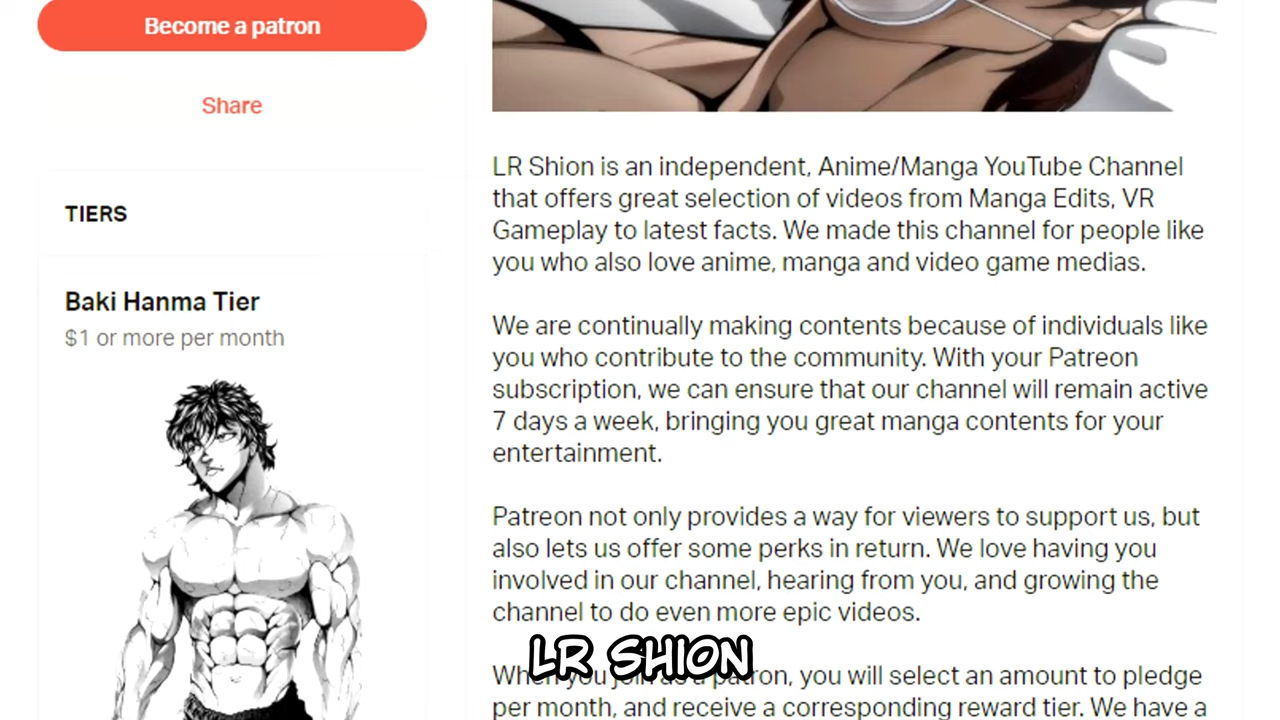 Become a patron
Share
TIERS
Baki Hanma Tier
$1 or more per month
LR Shion is an independent, Anime/Manga YouTube Channel
that offers great selection of videos from Manga Edits, VR
Gameplay to latest facts. We made this channel for people like
you who also love anime, manga and video game medias.
We are continually making contents because of individuals like
you who contribute to the community. With your Patreon
subscription, we can ensure that our channel will remain active
7 days a week, bringing you great manga contents for your
entertainment.
Patreon not only provides a way for viewers to support us, but
also lets us offer some perks in return. We love having you
involved in our channel, hearing from you, and growing the
channel to do even more epic videos.
LR SHION
When you join as a patron, you will select an amount to pledge
per month, and receive a corresponding reward tier. We have a